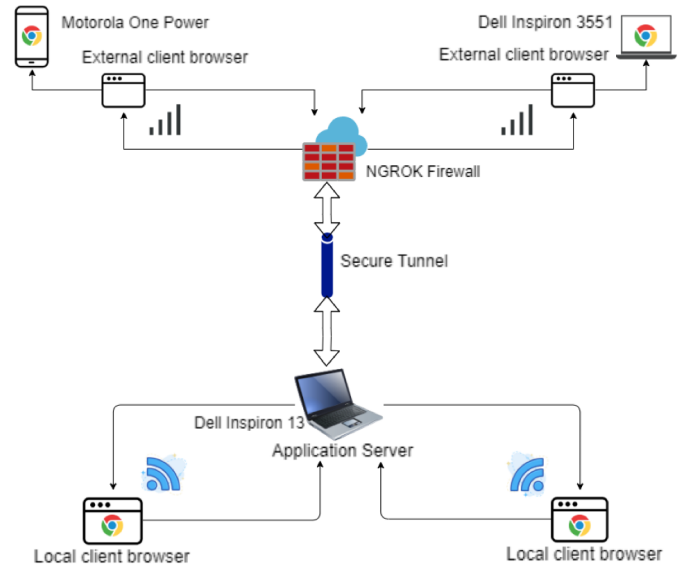 Motorola One Power
Dell Inspiron 3551
External client browser
External client browser
NGROK Firewall
Secure Tunnel
Dell Inspiron 13
Application Server
Local client browser
Local client browser